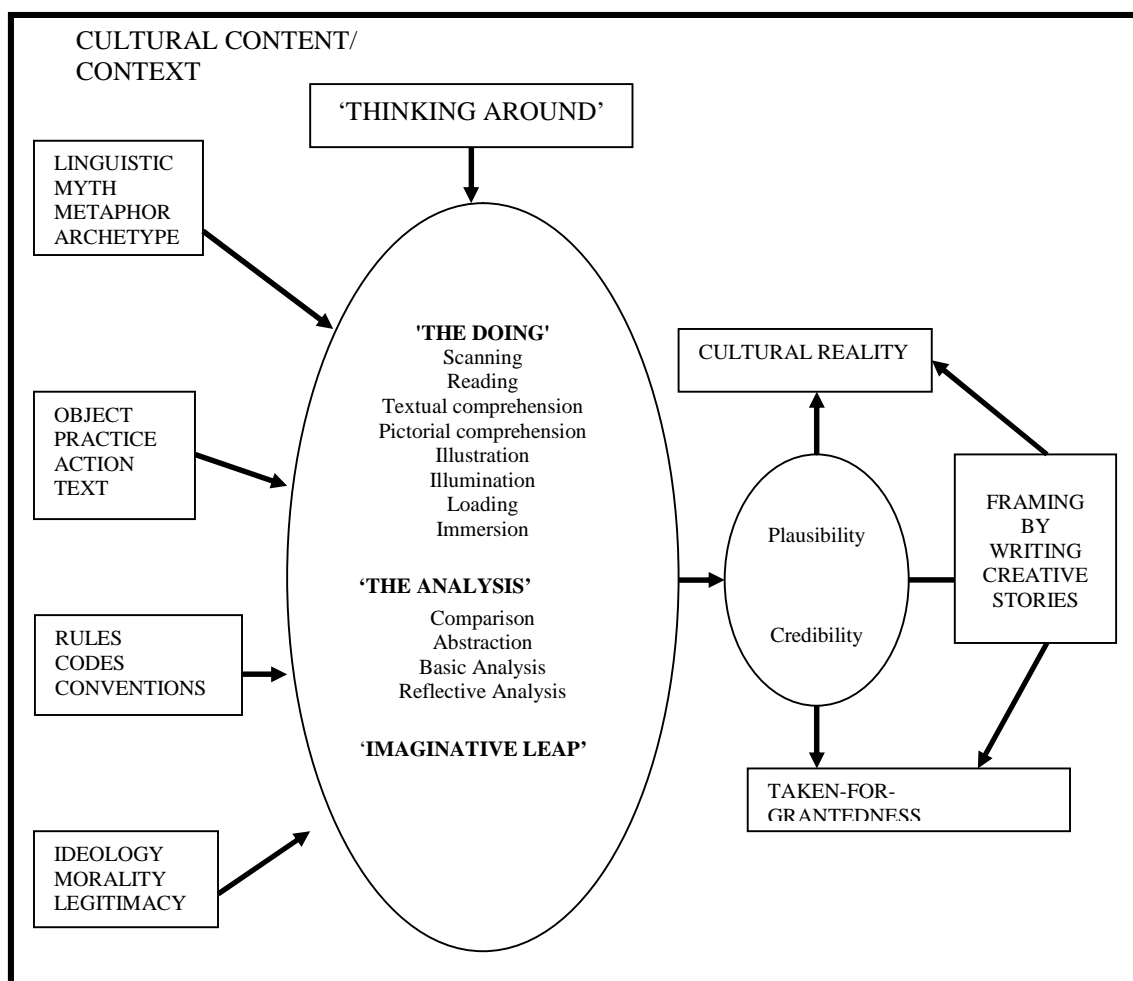 CULTURAL CONTENT/
CONTEXT
‘THINKING AROUND’
LINGUISTIC
MYTH
METAPHOR
ARCHETYPE
OBJECT
PRACTICE
ACTION
TEXT
RULES
CODES
CONVENTIONS
IDEOLOGY
MORALITY
LEGITIMACY
'THE DOING'
Scanning
Reading
Textual comprehension
Pictorial comprehension
Illustration
Illumination
Loading
Immersion
‘THE ANALYSIS’
Comparison
Abstraction
Basic Analysis
Reflective Analysis
‘IMAGINATIVE LEAP’
CULTURAL REALITY
Plausibility
Credibility
FRAMING
BY
WRITING
CREATIVE
STORIES
TAKEN-FOR-
GRANTEDNESS